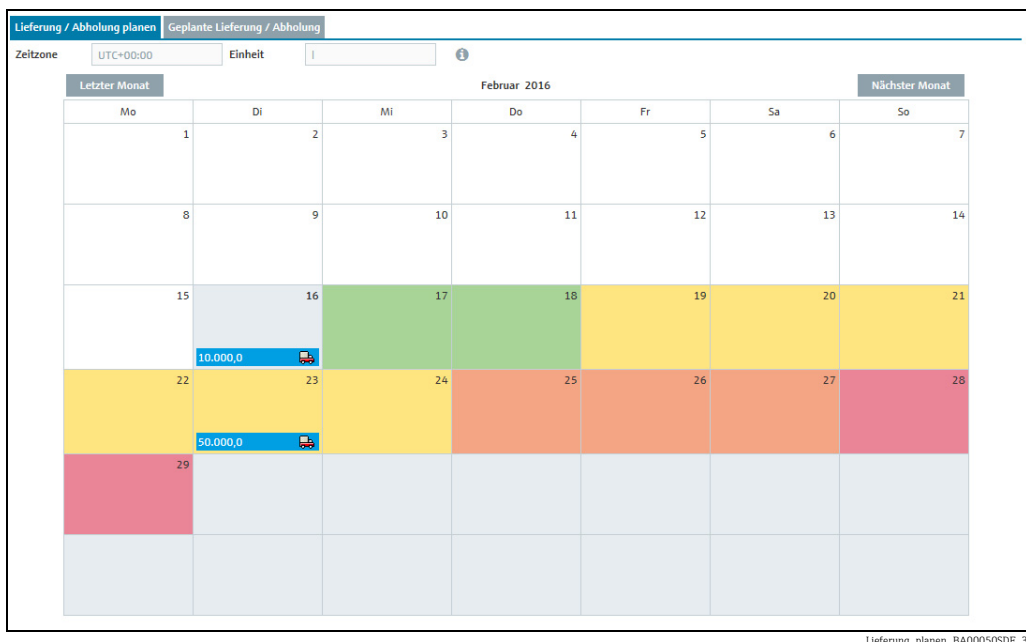 Lieferung / Abholung planen Geplante Lieferung / Abholung
Zeitzone UTC+00:00 Einheit l
Letzter Monat Februar 2016 Nächster Monat
Mo Di Mi Do Fr Sa So
1 2 3 4 5 6 7
8 9 10 11 12 13 14
15 16 17 18 19 20 21
10.000,0
22 23 24 25 26 27 28
50.000,0
29
Lieferung_planen_BA00050SDE_3